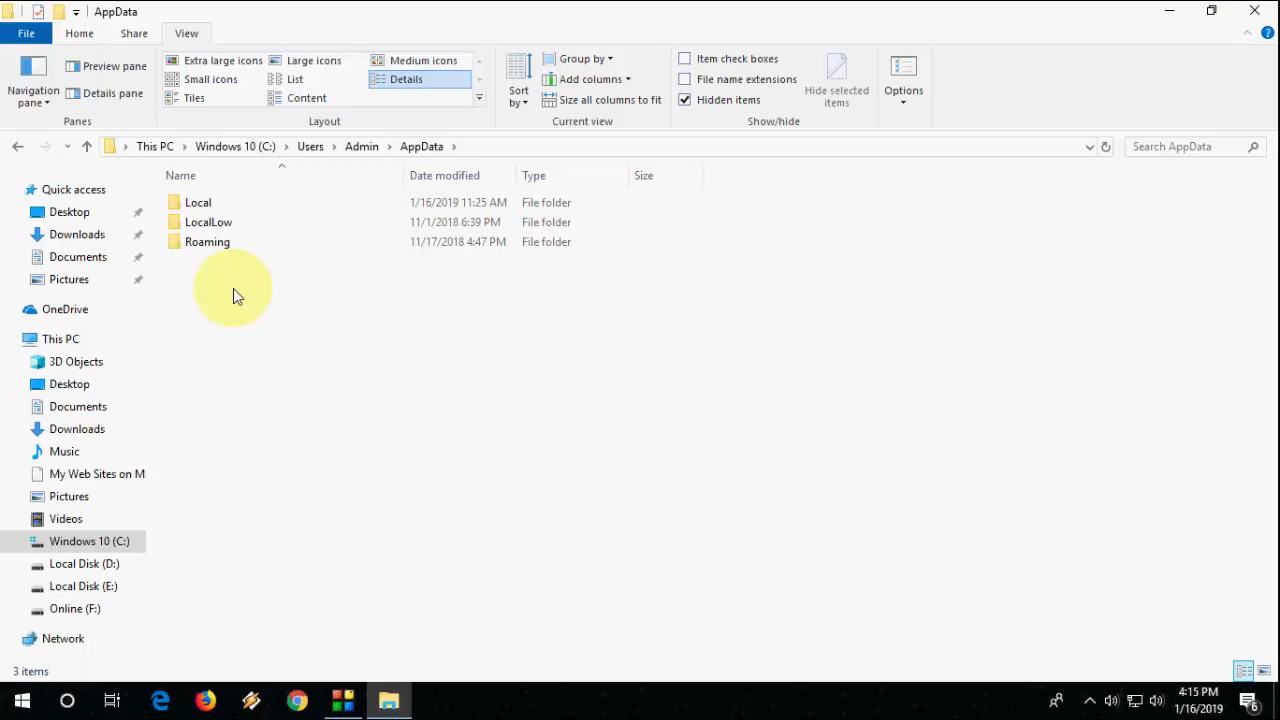 AppData
File Home Share View
Navigation pane
Preview pane
Details pane
Panes
Extra large icons Large icons Medium icons
Small icons List Details
Tiles Content
Layout
Sort by
Group by
Add columns
Size all columns to fit
Current view
Item check boxes
File name extensions
Hidden items
Hide selected items
Show/hide
Options
This PC Windows 10 (C:) Users Admin AppData
Search AppData
Name Date modified Type Size
Local 1/16/2019 11:25 AM File folder
LocalLow 11/1/2018 6:39 PM File folder
Roaming 11/17/2018 4:47 PM File folder
Quick access
Desktop
Downloads
Documents
Pictures
OneDrive
This PC
3D Objects
Desktop
Documents
Downloads
Music
My Web Sites on M
Pictures
Videos
Windows 10 (C:)
Local Disk (D:)
Local Disk (E:)
Online (F:)
Network
3 items
4:15 PM
1/16/2019
6